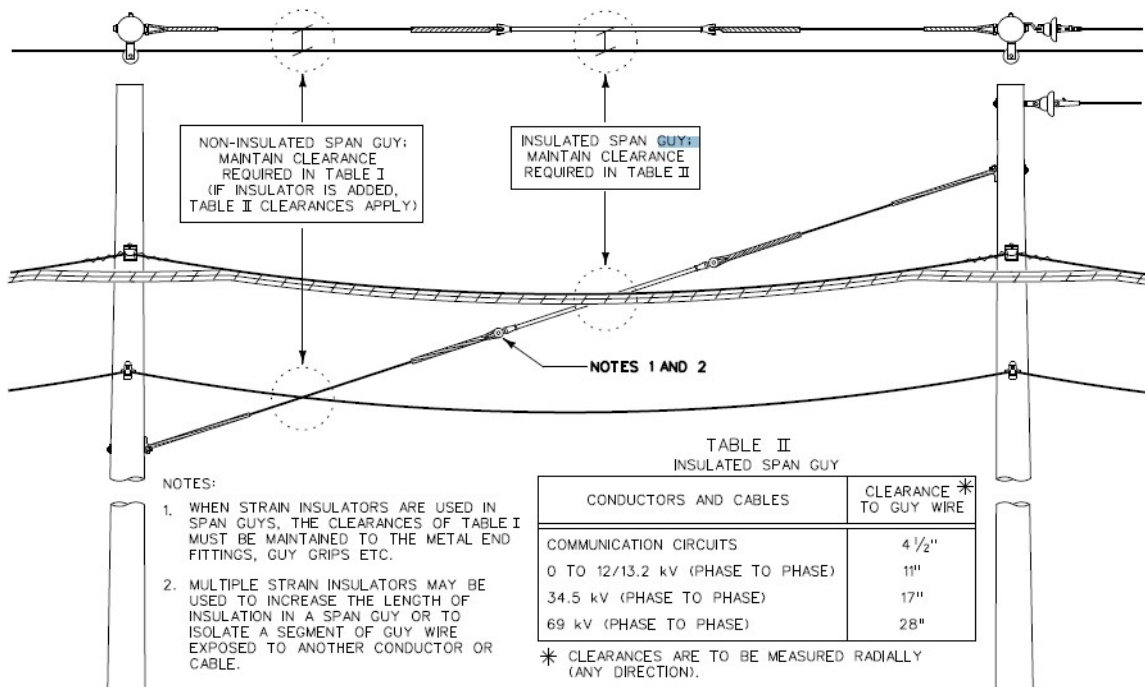 NON-INSULATED SPAN GUY;
MAINTAIN CLEARANCE
REQUIRED IN TABLE I
(IF INSULATOR IS ADDED,
TABLE II CLEARANCES APPLY)
INSULATED SPAN GUY;
MAINTAIN CLEARANCE
REQUIRED IN TABLE II
NOTES 1 AND 2
NOTES:
1. WHEN STRAIN INSULATORS ARE USED IN
SPAN GUYS, THE CLEARANCES OF TABLE I
MUST BE MAINTAINED TO THE METAL END
FITTINGS, GUY GRIPS ETC.
2. MULTIPLE STRAIN INSULATORS MAY BE
USED TO INCREASE THE LENGTH OF
INSULATION IN A SPAN GUY OR TO
ISOLATE A SEGMENT OF GUY WIRE
EXPOSED TO ANOTHER CONDUCTOR OR
CABLE.
TABLE II
INSULATED SPAN GUY
CONDUCTORS AND CABLES
CLEARANCE *
TO GUY WIRE
COMMUNICATION CIRCUITS 4 1/2"
0 TO 12/13.2 kV (PHASE TO PHASE) 11"
34.5 kV (PHASE TO PHASE) 17"
69 kV (PHASE TO PHASE) 28"
* CLEARANCES ARE TO BE MEASURED RADIALLY
(ANY DIRECTION).